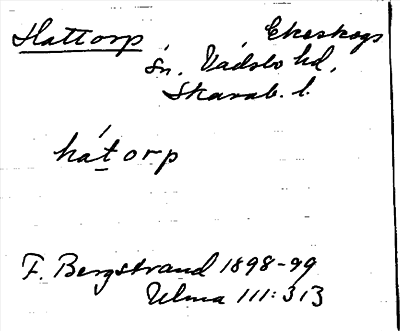 Hattorp Ekeskogs
sn. Vadsbo hd.
Skarab. l.
hátorp
F. Bergstrand 1898-99
Ulma 111:313